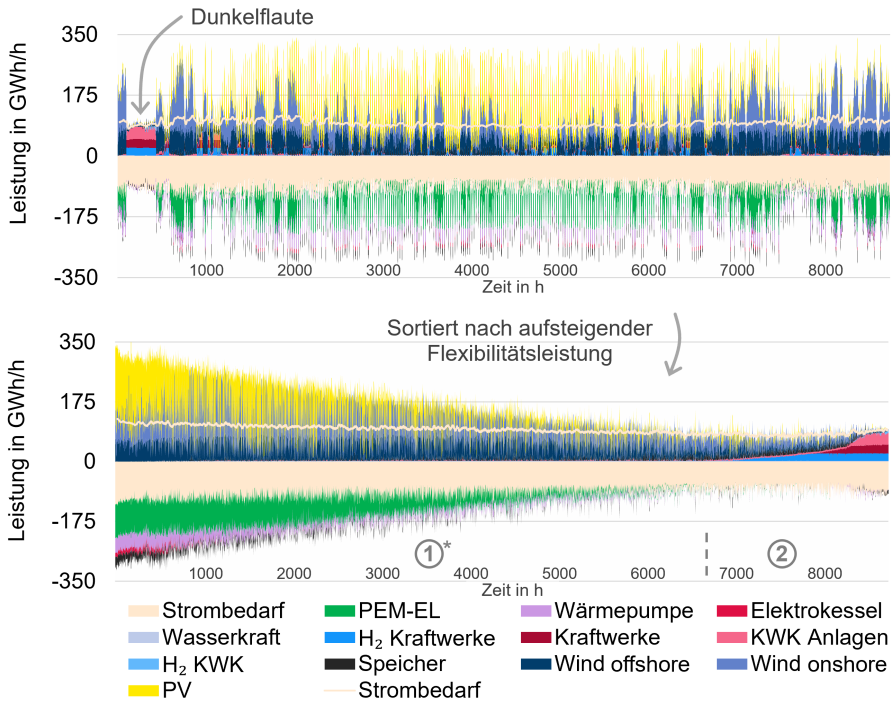 Dunkelflaute
Leistung in GWh/h
350
175
0
-175
-350
1000 2000 3000 4000 5000 6000 7000 8000
Zeit in h
Sortiert nach aufsteigender
Flexibilitätsleistung
Leistung in GWh/h
350
175
0
-175
-350
1* 2
1000 2000 3000 4000 5000 6000 7000 8000
Zeit in h
Strombedarf PEM-EL Wärmepumpe Elektrokessel
Wasserkraft H₂ Kraftwerke Kraftwerke KWK Anlagen
H₂ KWK Speicher Wind offshore Wind onshore
PV Strombedarf